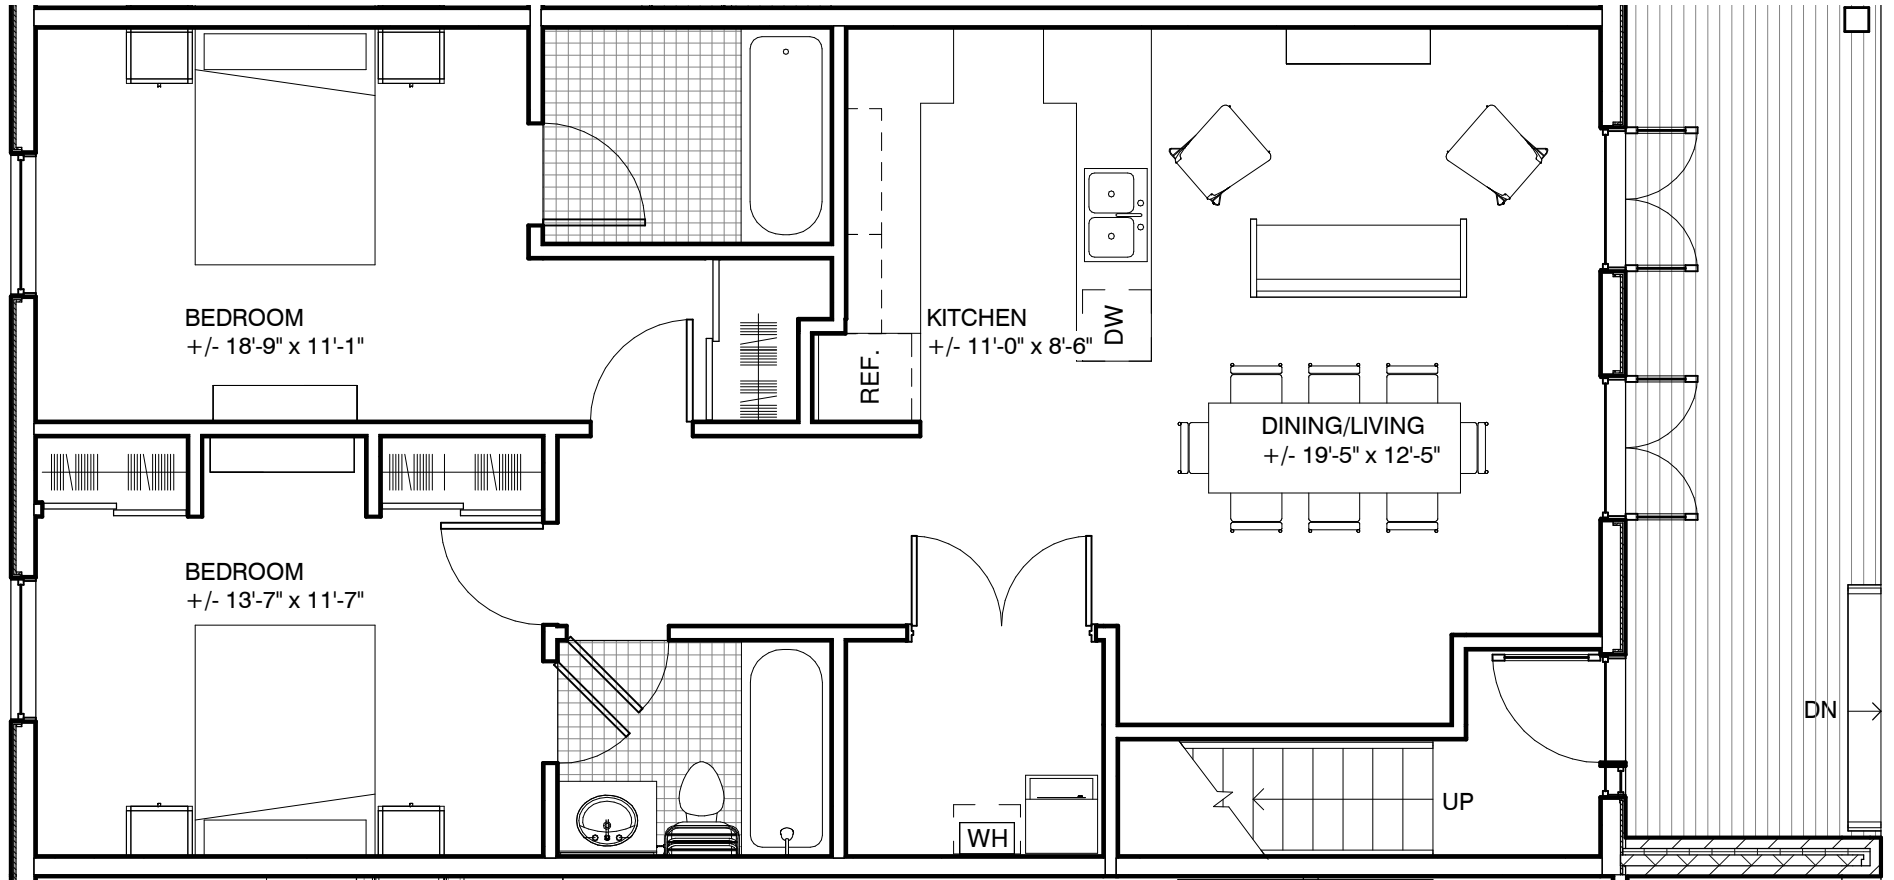 BEDROOM
+/- 18'-9" x 11'-1"
KITCHEN
+/- 11'-0" x 8'-6"
DW
REF.
DINING/LIVING
+/- 19'-5" x 12'-5"
BEDROOM
+/- 13'-7" x 11'-7"
DN
UP
WH